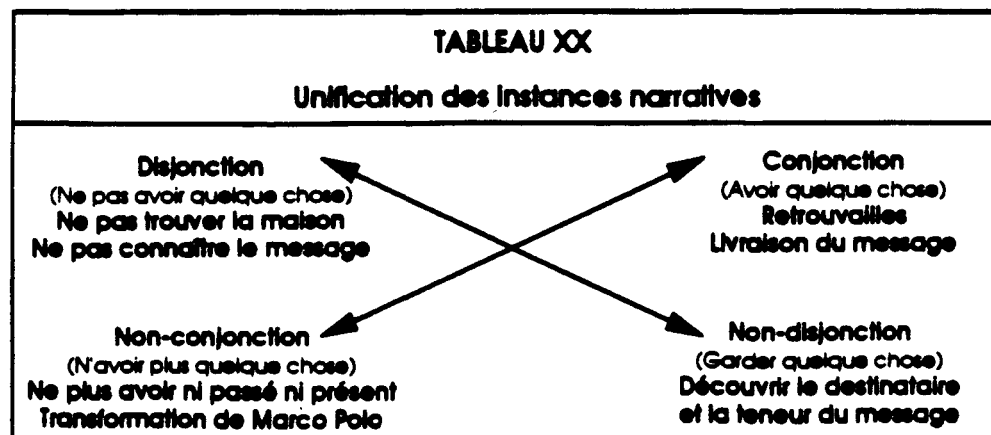 TABLEAU XX
Unification des instances narratives
Disjonction
(Ne pas avoir quelque chose)
Ne pas trouver la maison
Ne pas connaître le message
Conjonction
(Avoir quelque chose)
Retrouvailles
Livraison du message
Non-conjonction
(N'avoir plus quelque chose)
Ne plus avoir ni passé ni présent
Transformation de Marco Polo
Non-disjonction
(Garder quelque chose)
Découvrir le destinataire
et la teneur du message